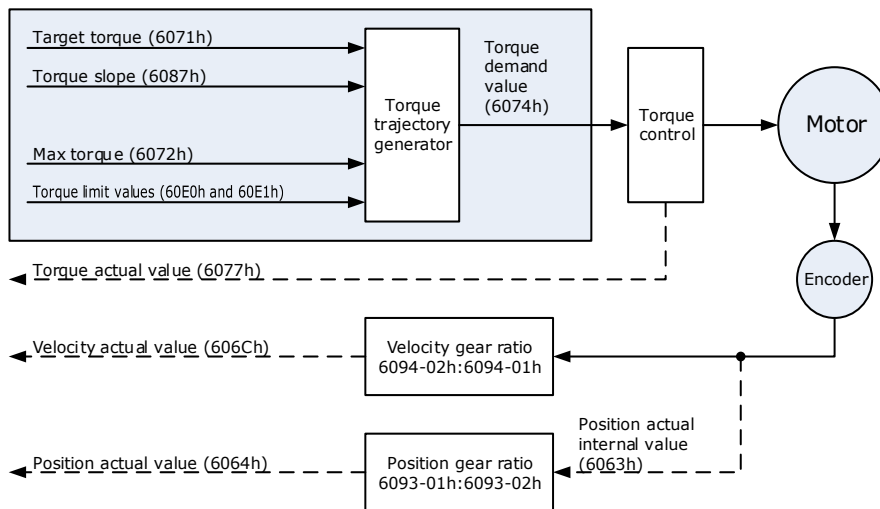 Target torque (6071h)
Torque slope (6087h)
Max torque (6072h)
Torque limit values (60E0h and 60E1h)
Torque
trajectory
generator
Torque
demand
value
(6074h)
Torque
control
Motor
Encoder
Torque actual value (6077h)
Velocity actual value (606Ch)
Velocity gear ratio
6094-02h:6094-01h
Position actual
internal value
(6063h)
Position actual value (6064h)
Position gear ratio
6093-01h:6093-02h